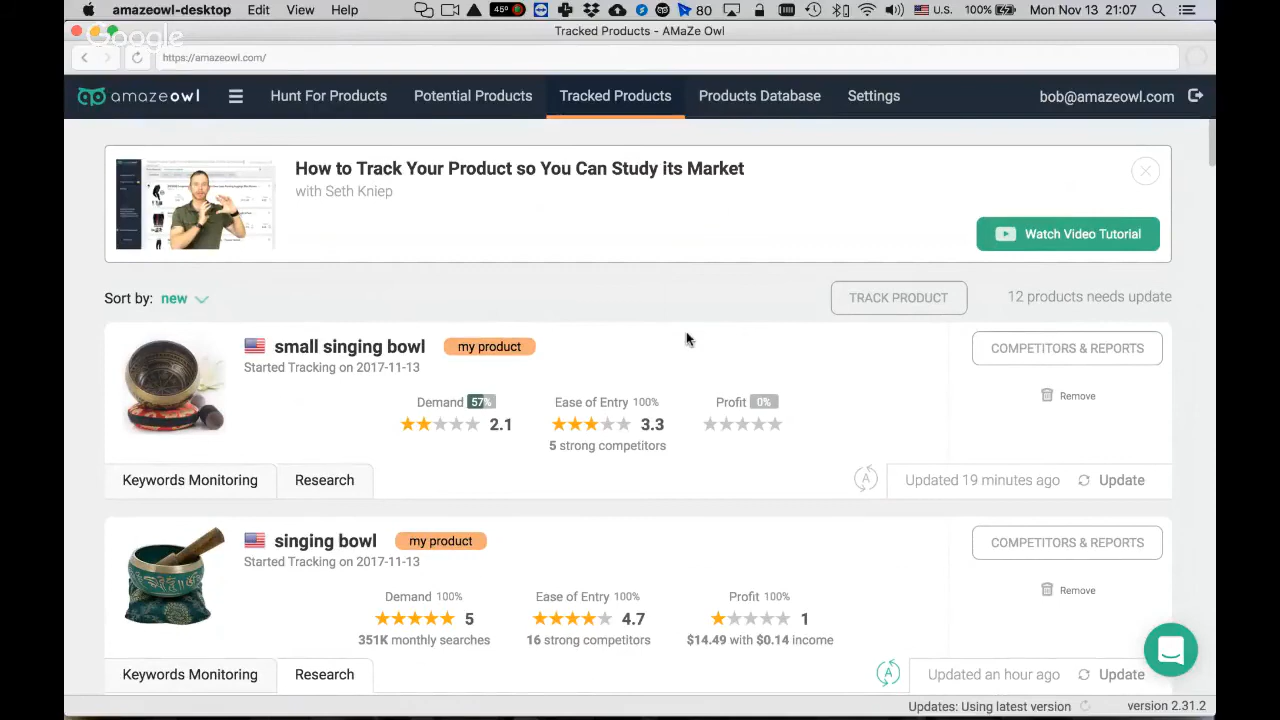 amazeowl-desktop Edit Update View Help 45° 80 U.S. 100% Mon Nov 13 21:07
Google
Tracked Products - AMaZe Owl
https://amazeowl.com/
amazeowl Hunt For Products Potential Products Tracked Products Products Database Settings bob@amazeowl.com
How to Track Your Product so You Can Study its Market
with Seth Kniep
Watch Video Tutorial
Sort by: new TRACK PRODUCT 12 products needs update
small singing bowl my product COMPETITORS & REPORTS
Started Tracking on 2017-11-13
Remove
Demand 57% Ease of Entry 100% Profit 0%
2.1 3.3
5 strong competitors
Keywords Monitoring Research A Updated 19 minutes ago Update
singing bowl my product COMPETITORS & REPORTS
Started Tracking on 2017-11-13
Remove
Demand 100% Ease of Entry 100% Profit 100%
5 4.7 1
351K monthly searches 16 strong competitors $14.49 with $0.14 income
Keywords Monitoring Research A Updated an hour ago Update
Updates: Using latest version version 2.31.2